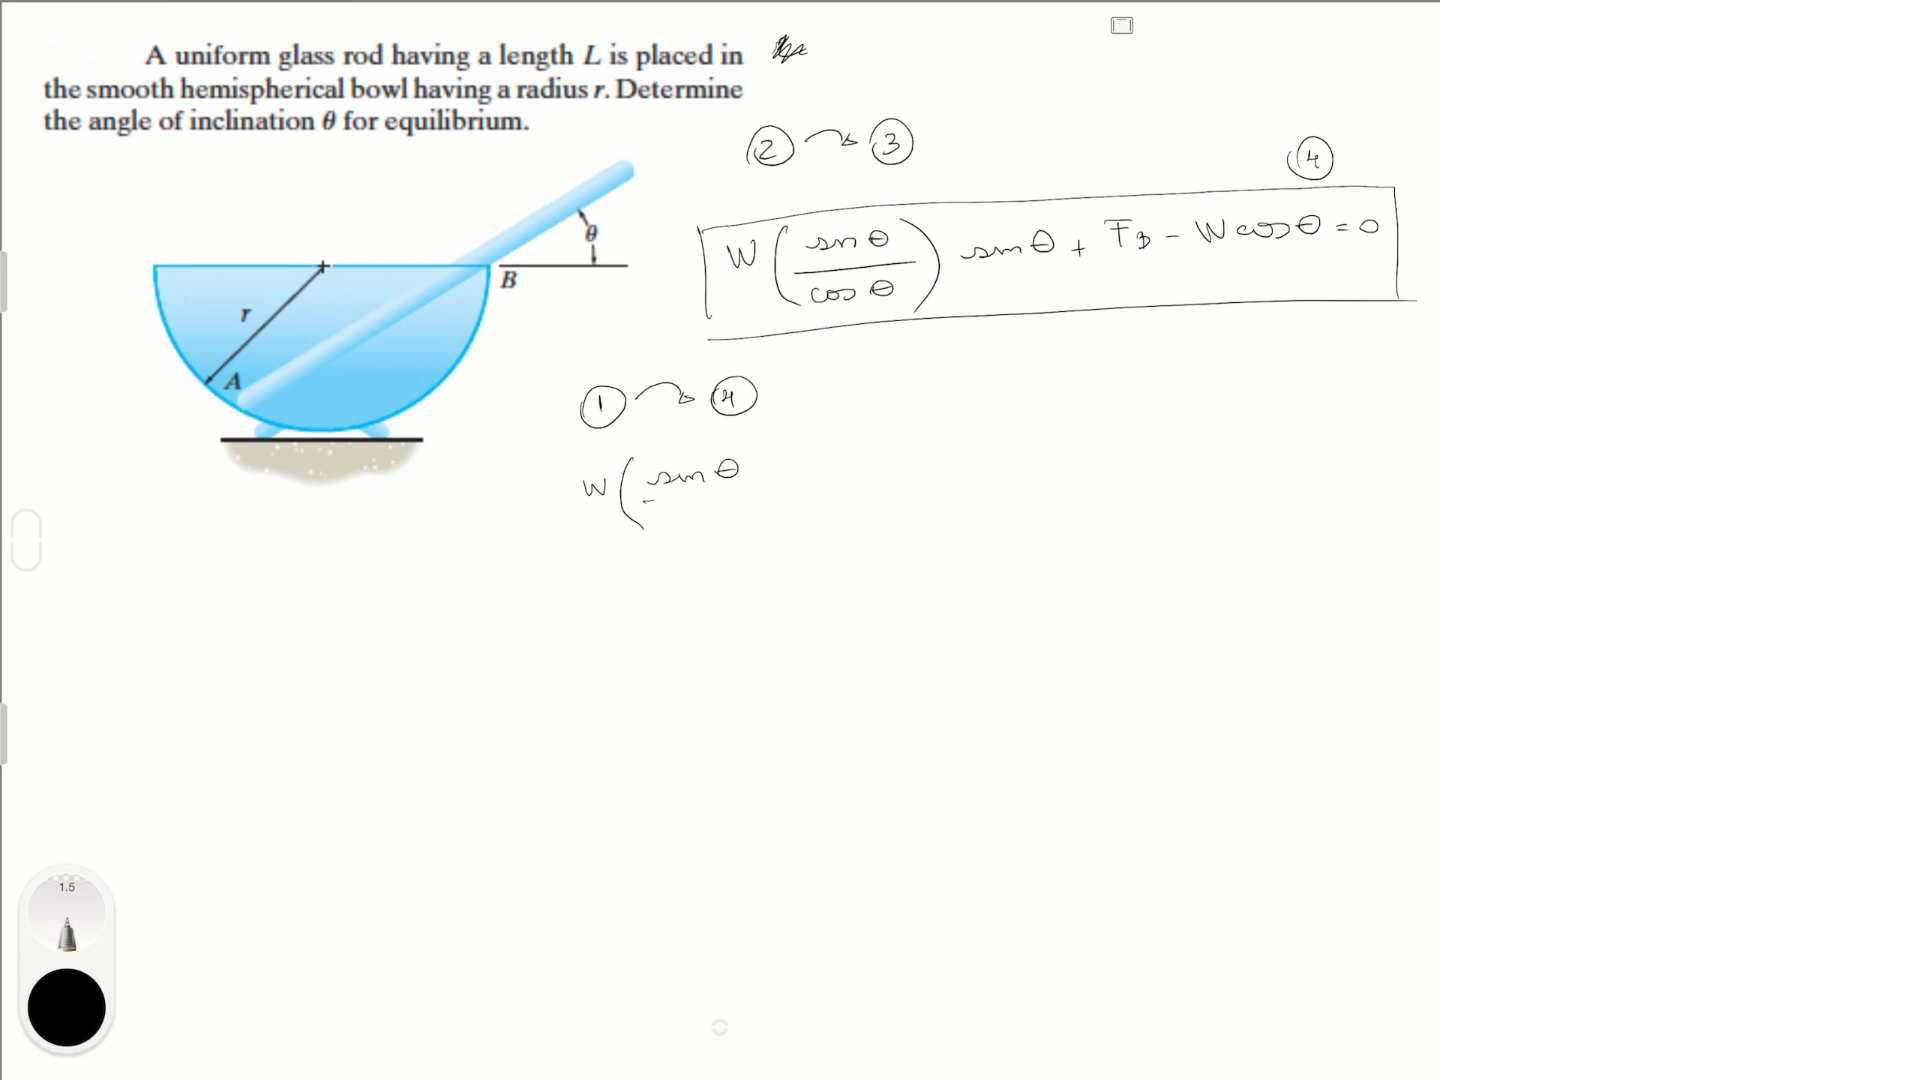 A uniform glass rod having a length L is placed in
the smooth hemispherical bowl having a radius r. Determine
the angle of inclination θ for equilibrium.
② → ③
④
W (sin θ / cos θ) sin θ + F_B - W cos θ = 0
θ
B
r
A
① → ④
W ( sin θ
1.5